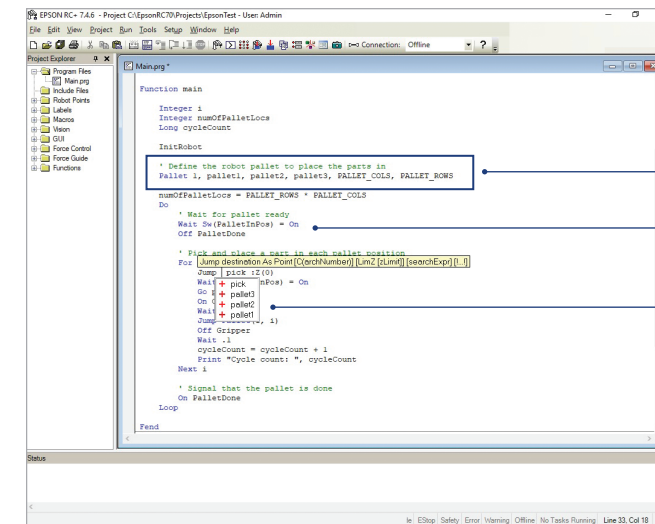 EPSON RC+ 7.4.6 - Project C:\EpsonRC70\Projects\EpsonTest - User: Admin
File Edit View Project Run Tools Setup Window Help
Connection: Offline
Project Explorer
Program Files
Main.prg
Include Files
Robot Points
Labels
Macros
Vision
GUI
Force Control
Force Guide
Functions
Main.prg *
Function main
Integer i
Integer numOfPalletLocs
Long cycleCount
InitRobot
' Define the robot pallet to place the parts in
Pallet 1, pallet1, pallet2, pallet3, PALLET_COLS, PALLET_ROWS
numOfPalletLocs = PALLET_ROWS * PALLET_COLS
Do
' Wait for pallet ready
Wait Sw(PalletInPos) = On
Off PalletDone
' Pick and place a part in each pallet position
For
Jump destination As Point [C(archNumber)] [LimZ [zLimit]] [searchExpr] [!...!]
Jump pick :Z(0)
Wait nPos) = On
pick
Go
pallet3
On
pallet2
Wait
pallet1
i)
Off Gripper
Wait .1
cycleCount = cycleCount + 1
Print "Cycle count: ", cycleCount
Next i
' Signal that the pallet is done
On PalletDone
Loop
Fend
Status
le EStop Safety Error Warning Offline No Tasks Running Line 33, Col 18